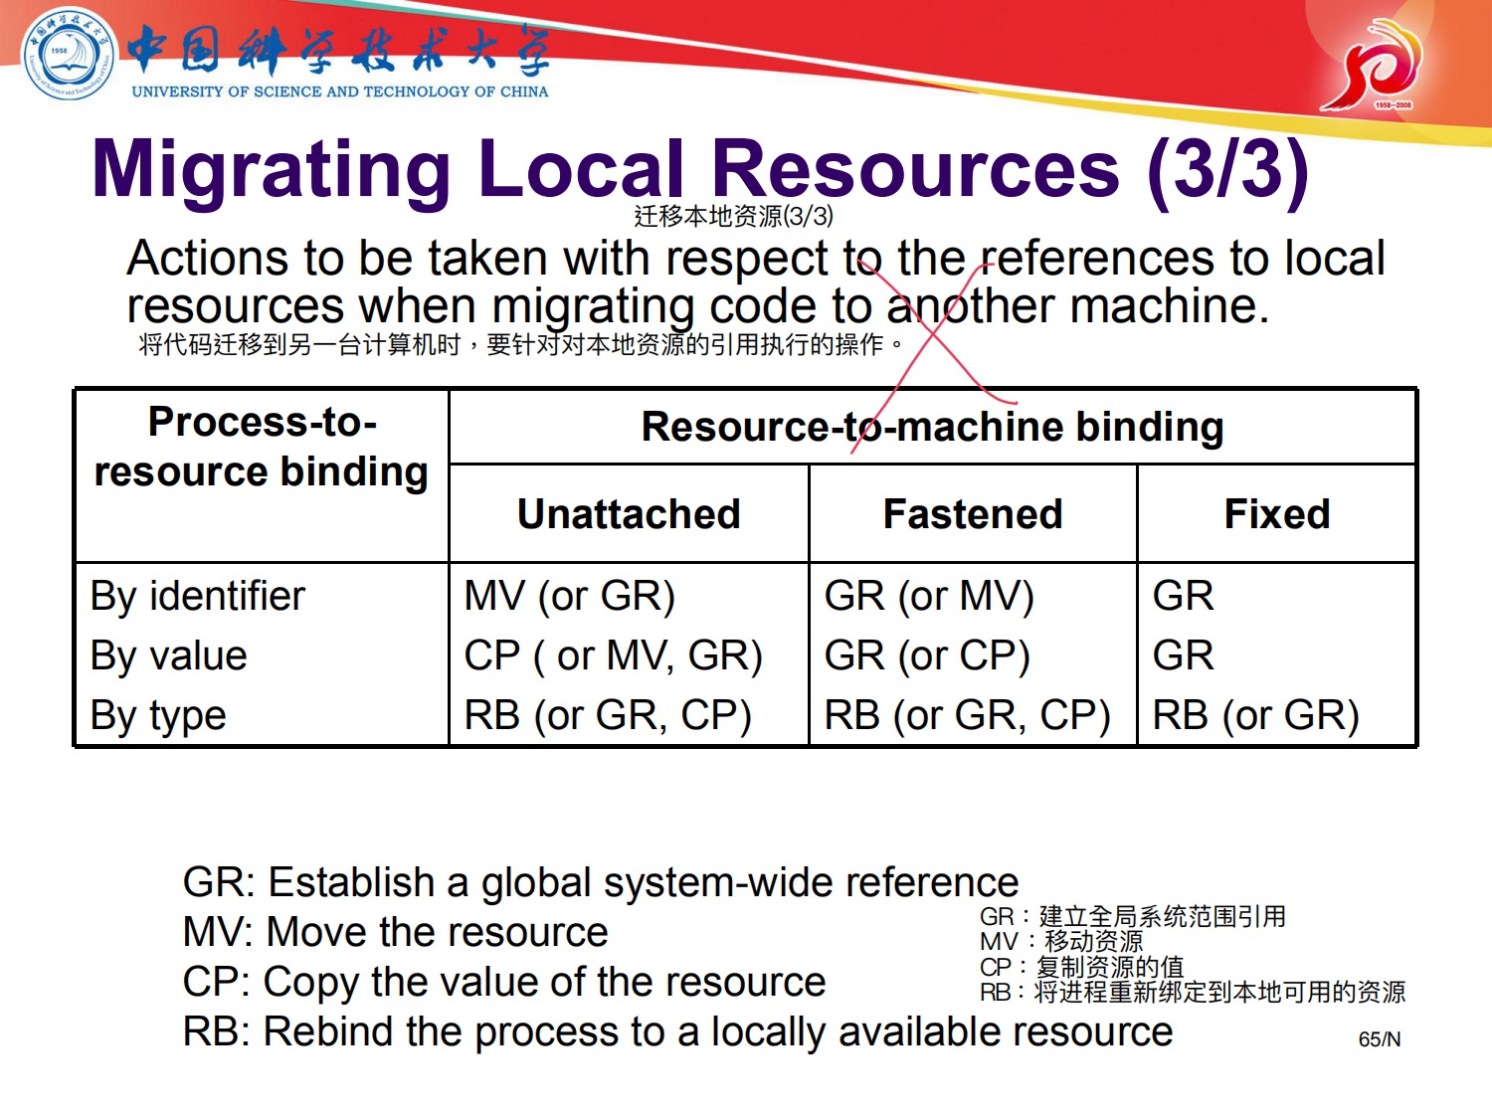 中国科学技术大学
UNIVERSITY OF SCIENCE AND TECHNOLOGY OF CHINA
1958
1958-2008
Migrating Local Resources (3/3)
迁移本地资源(3/3)
Actions to be taken with respect to the references to local
resources when migrating code to another machine.
将代码迁移到另一台计算机时，要针对对本地资源的引用执行的操作。
Process-to-
resource binding
Resource-to-machine binding
Unattached
Fastened
Fixed
By identifier
MV (or GR)
GR (or MV)
GR
By value
CP ( or MV, GR)
GR (or CP)
GR
By type
RB (or GR, CP)
RB (or GR, CP)
RB (or GR)
GR: Establish a global system-wide reference
MV: Move the resource
CP: Copy the value of the resource
RB: Rebind the process to a locally available resource
GR：建立全局系统范围引用
MV：移动资源
CP：复制资源的值
RB：将进程重新绑定到本地可用的资源
65/N